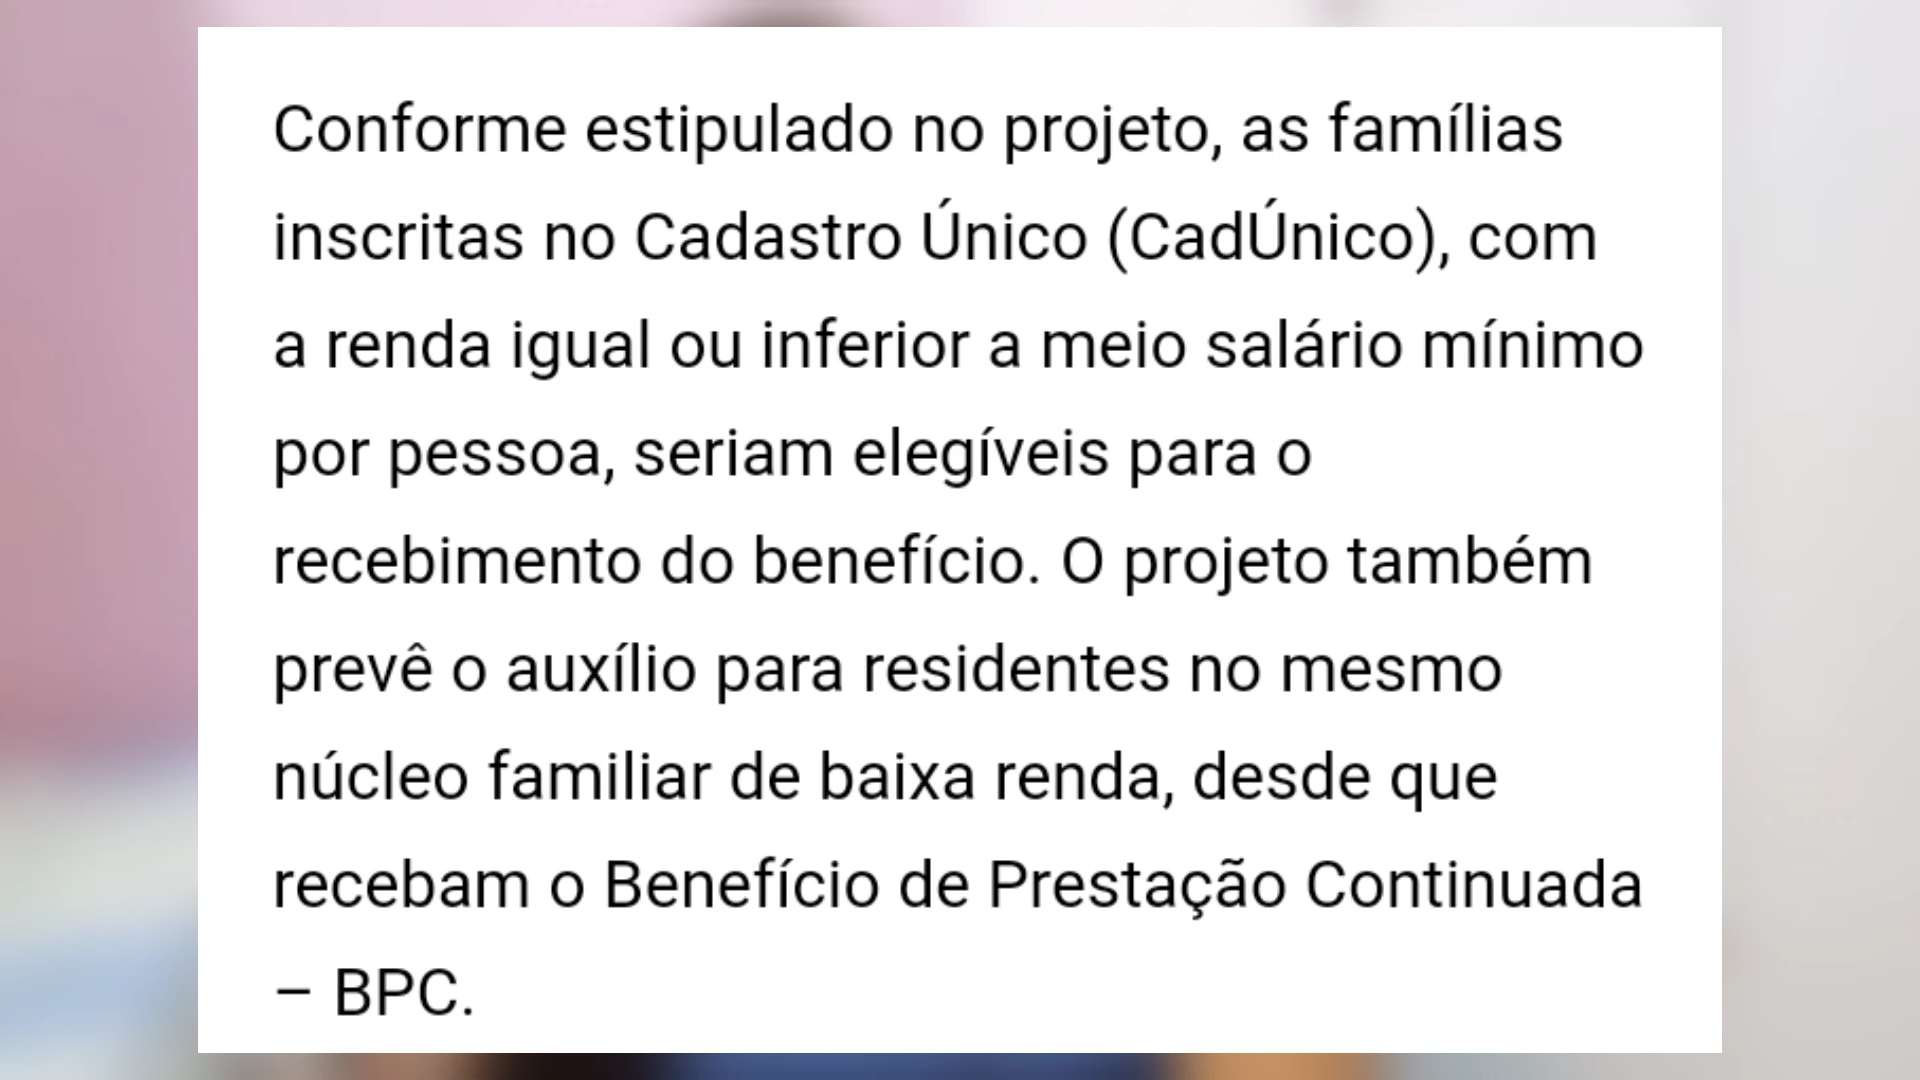 Conforme estipulado no projeto, as famílias
inscritas no Cadastro Único (CadÚnico), com
a renda igual ou inferior a meio salário mínimo
por pessoa, seriam elegíveis para o
recebimento do benefício. O projeto também
prevê o auxílio para residentes no mesmo
núcleo familiar de baixa renda, desde que
recebam o Benefício de Prestação Continuada
– BPC.